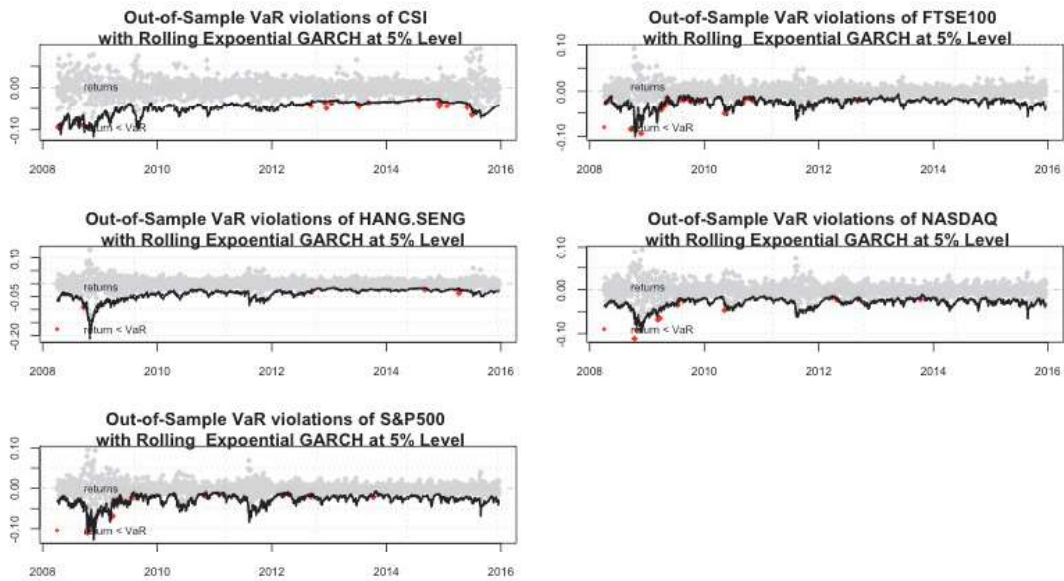 Out-of-Sample VaR violations of CSI
with Rolling Expoential GARCH at 5% Level
0.00
-0.10
returns
return < VaR
2008 2010 2012 2014 2016
Out-of-Sample VaR violations of FTSE100
with Rolling Expoential GARCH at 5% Level
0.10
0.00
-0.10
returns
return < VaR
2008 2010 2012 2014 2016
Out-of-Sample VaR violations of HANG.SENG
with Rolling Expoential GARCH at 5% Level
-0.05
-0.20
returns
return < VaR
2008 2010 2012 2014 2016
Out-of-Sample VaR violations of NASDAQ
with Rolling Expoential GARCH at 5% Level
0.10
0.00
-0.10
returns
return < VaR
2008 2010 2012 2014 2016
Out-of-Sample VaR violations of S&P500
with Rolling Expoential GARCH at 5% Level
0.10
0.00
-0.10
returns
return < VaR
2008 2010 2012 2014 2016